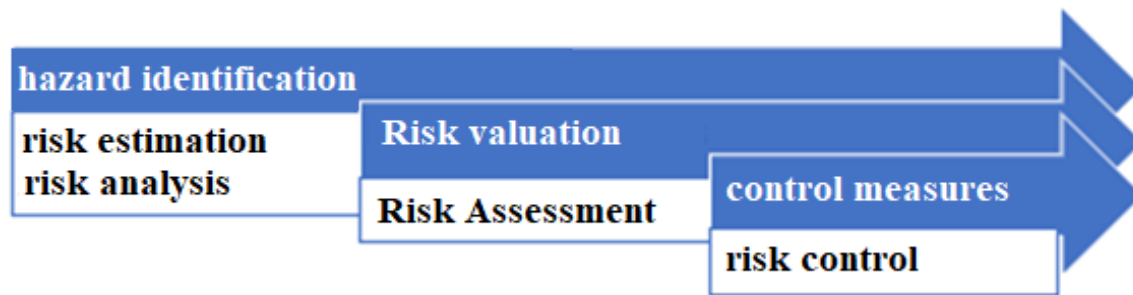 hazard identification
risk estimation
risk analysis
Risk valuation
Risk Assessment
control measures
risk control